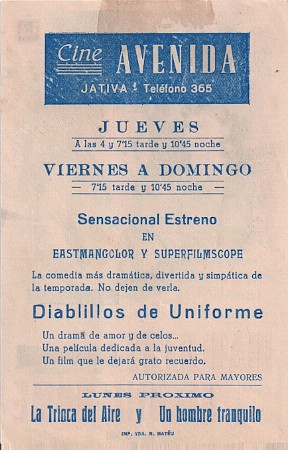 Cine AVENIDA
JATIVA - Teléfono 365
JUEVES
A las 4 y 7'15 tarde y 10'45 noche
VIERNES A DOMINGO
— 7'15 tarde y 10'45 noche —
Sensacional Estreno
EN
EASTMANCOLOR Y SUPERFILMSCOPE
La comedia más dramática, divertida y simpática de
la temporada. No dejen de verla.
Diablillos de Uniforme
Un drama de amor y de celos...
Una película dedicada a la juventud.
Un film que le dejará grato recuerdo.
AUTORIZADA PARA MAYORES
LUNES PROXIMO
La Trinca del Aire y Un hombre tranquilo
IMP. VDA. R. MATEU